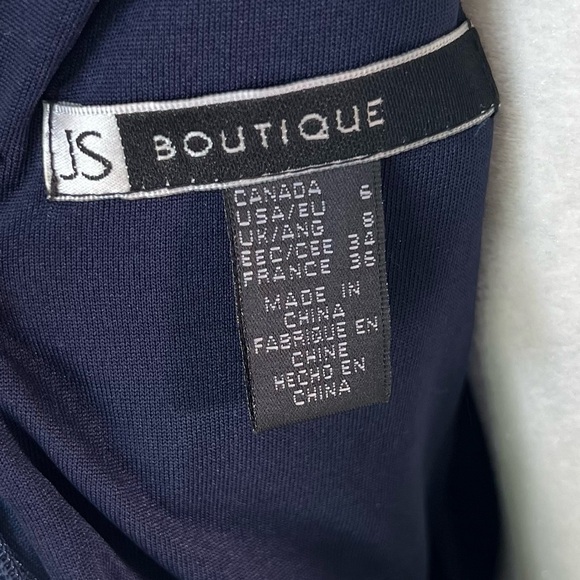 JS BOUTIQUE
CANADA 6
USA/EU
UK/ANG 8
EEC/CEE 34
FRANCE 36
MADE IN
CHINA
FABRIQUE EN
CHINE
HECHO EN
CHINA